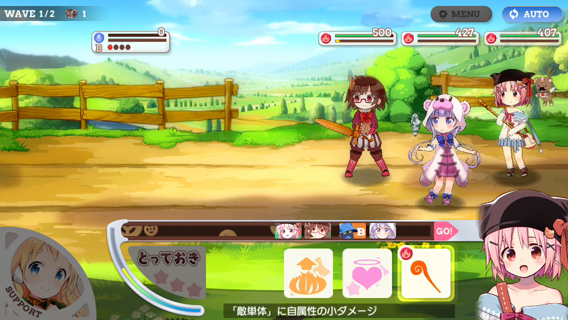 WAVE 1/2 1
MENU
AUTO
0
B
500
427
407
B
GO!
とっておき
SUPPORT
「敵単体」に自属性の小ダメージ